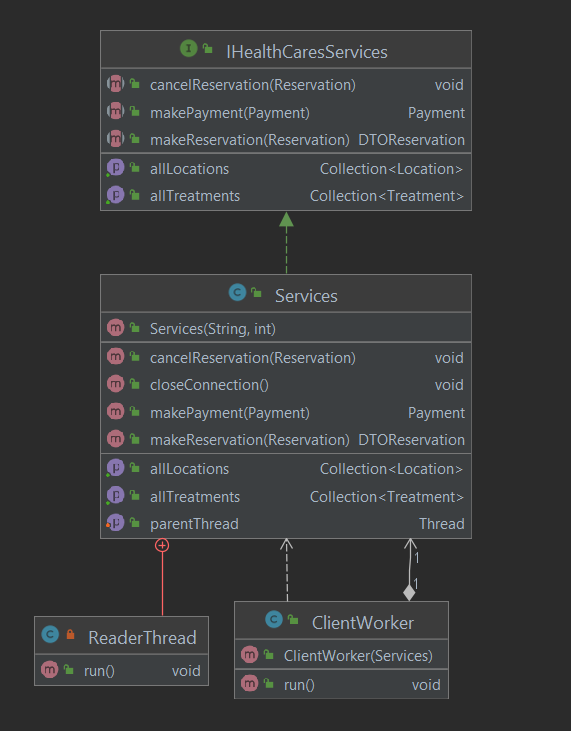 I IHealthCaresServices
m cancelReservation(Reservation) void
m makePayment(Payment) Payment
m makeReservation(Reservation) DTOReservation
p allLocations Collection<Location>
p allTreatments Collection<Treatment>
C Services
m Services(String, int)
m cancelReservation(Reservation) void
m closeConnection() void
m makePayment(Payment) Payment
m makeReservation(Reservation) DTOReservation
p allLocations Collection<Location>
p allTreatments Collection<Treatment>
p parentThread Thread
1
1
C ReaderThread
m run() void
C ClientWorker
m ClientWorker(Services)
m run() void